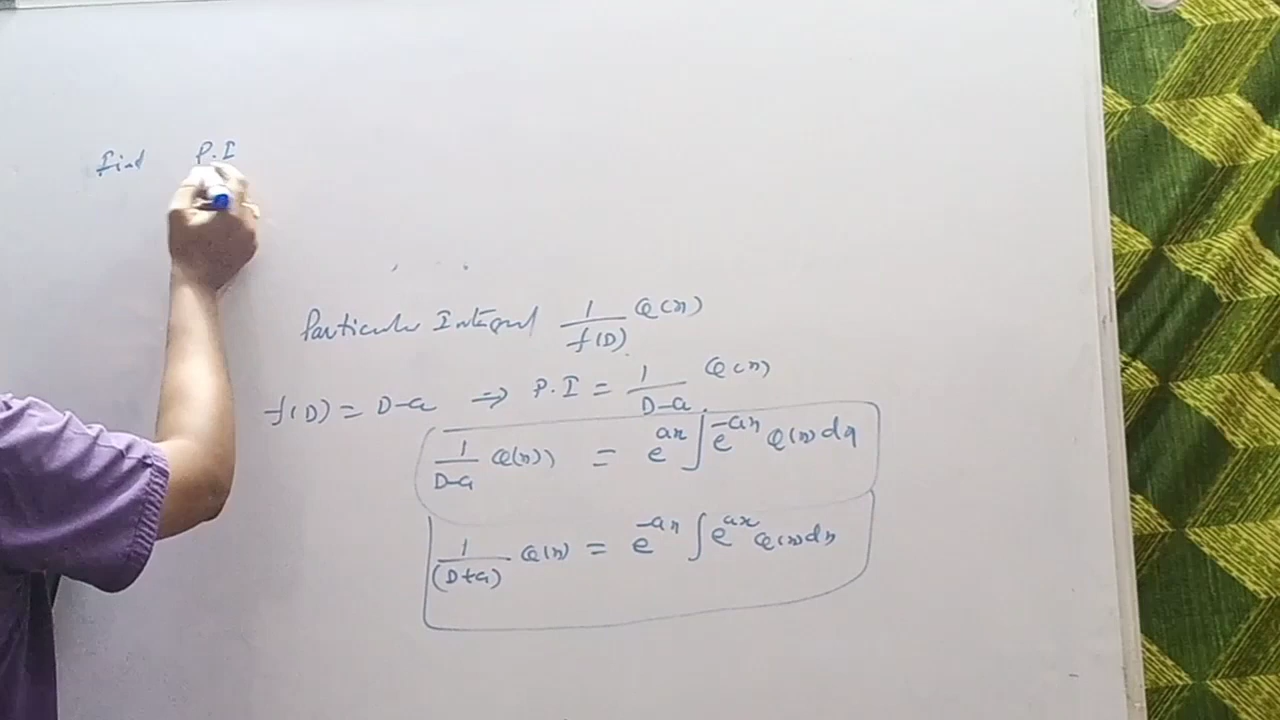 Find P.I
Particular Integral 1/f(D) Q(x)
f(D) = D-a ⇒ P.I = 1/D-a Q(x)
1/D-a Q(x)) = e^ax ∫ e^-ax Q(x) dx
1/(D+a) Q(x) = e^-ax ∫ e^ax Q(x) dx